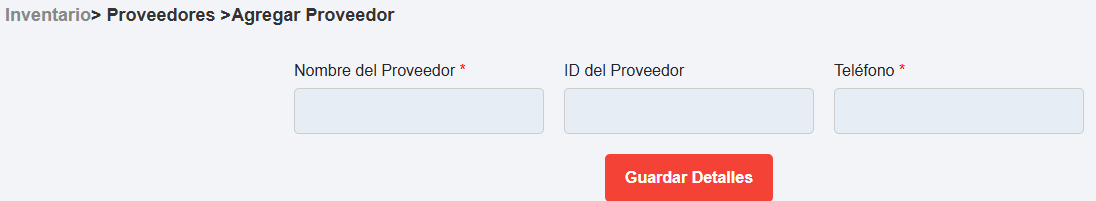 Inventario> Proveedores >Agregar Proveedor
Nombre del Proveedor * ID del Proveedor Teléfono *
Guardar Detalles